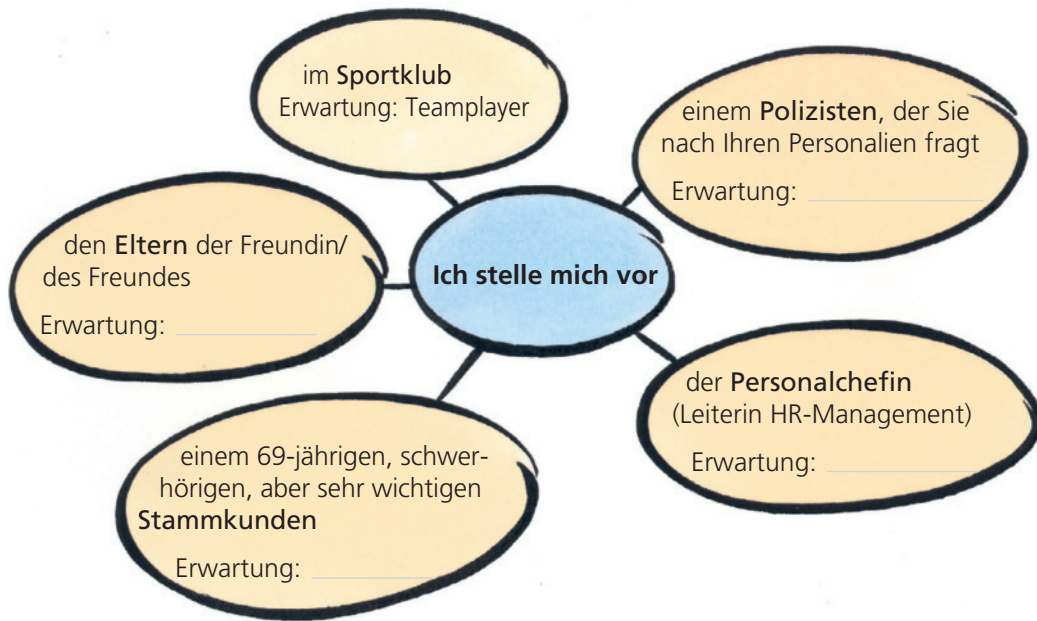 im Sportklub
Erwartung: Teamplayer
einem Polizisten, der Sie
nach Ihren Personalien fragt
Erwartung:
den Eltern der Freundin/
des Freundes
Erwartung:
Ich stelle mich vor
der Personalchefin
(Leiterin HR-Management)
Erwartung:
einem 69-jährigen, schwer-
hörigen, aber sehr wichtigen
Stammkunden
Erwartung: